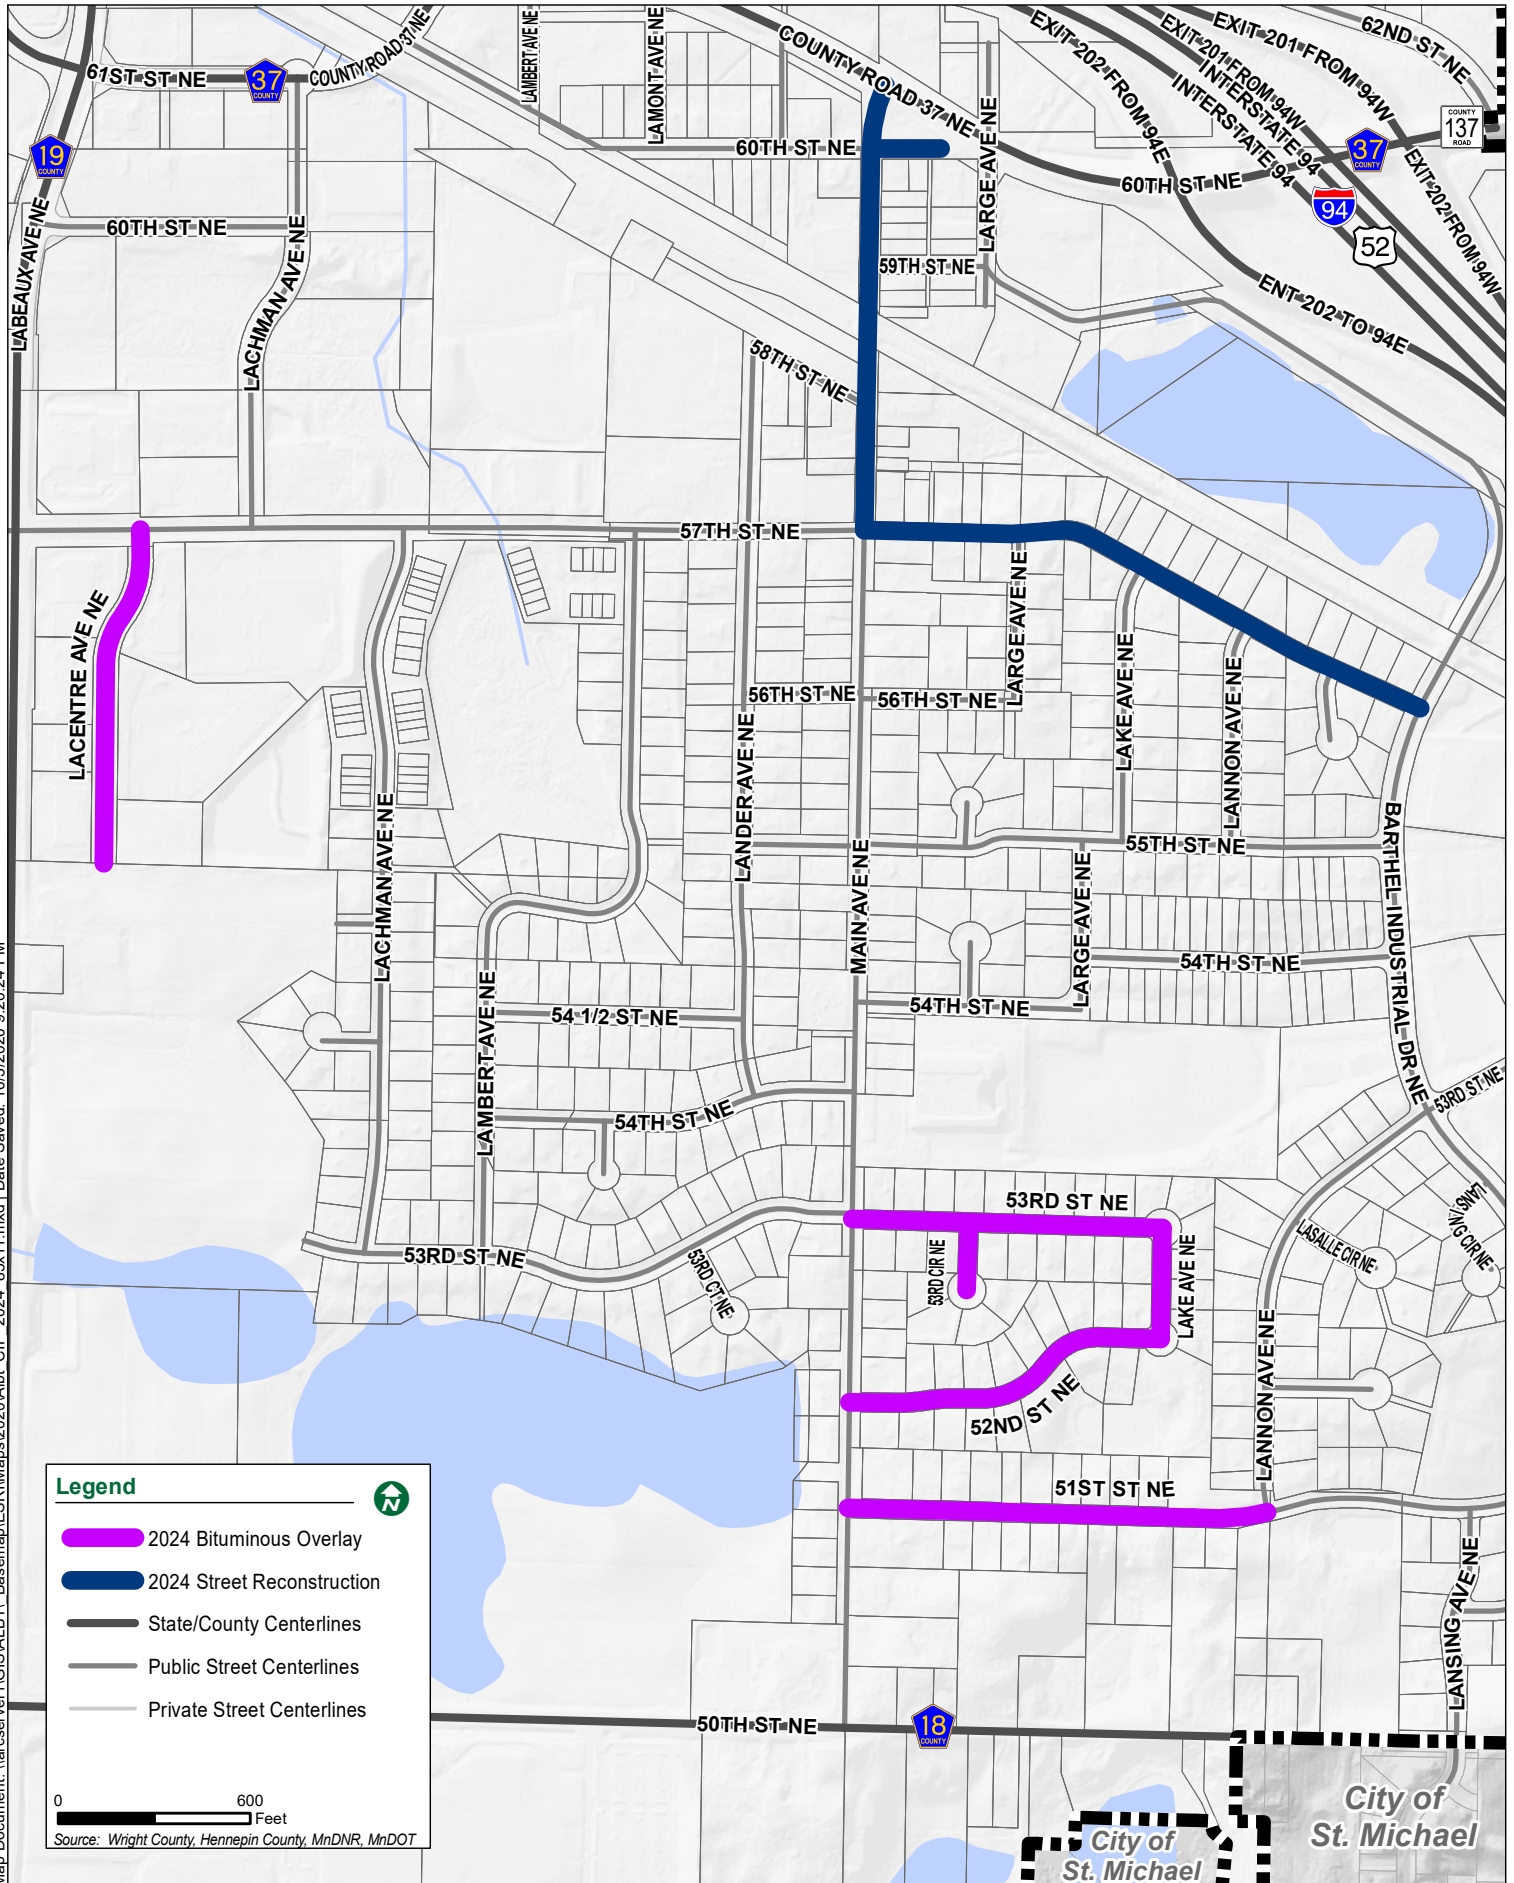 LAMBERT AVE NE
LAMONT AVE NE
COUNTY ROAD 37 NE
61ST ST NE
37
COUNTY
COUNTY ROAD 37 NE
EXIT 202 FROM 94E
EXIT 201 FROM 94W
INTERSTATE 94
INTERSTATE 94
EXIT 201 FROM 94W
62ND ST NE
COUNTY
137
ROAD
19
COUNTY
60TH ST NE
LARGE AVE NE
37
COUNTY
60TH ST NE
EXIT 202 FROM 94W
94
52
LABEAUX AVE NE
60TH ST NE
LACHMAN AVE NE
59TH ST NE
ENT 202 TO 94E
58TH ST NE
57TH ST NE
LACENTRE AVE NE
LARGE AVE NE
56TH ST NE
56TH ST NE
LAKE AVE NE
LANNON AVE NE
LANDER AVE NE
LACHMAN AVE NE
MAIN AVE NE
55TH ST NE
BARTHEL INDUSTRIAL DR NE
LARGE AVE NE
54TH ST NE
54TH ST NE
LAMBERT AVE NE
54 1/2 ST NE
54TH ST NE
53RD ST NE
53RD ST NE
53RD ST NE
53RD CT NE
53RD CIR NE
LAKE AVE NE
LASALLE CIR NE
LANNON AVE NE
52ND ST NE
51ST ST NE
LANSING AVE NE
50TH ST NE
18
COUNTY
City of
St. Michael
City of
St. Michael
Legend
N
2024 Bituminous Overlay
2024 Street Reconstruction
State/County Centerlines
Public Street Centerlines
Private Street Centerlines
0 600
Feet
Source: Wright County, Hennepin County, MnDNR, MnDOT